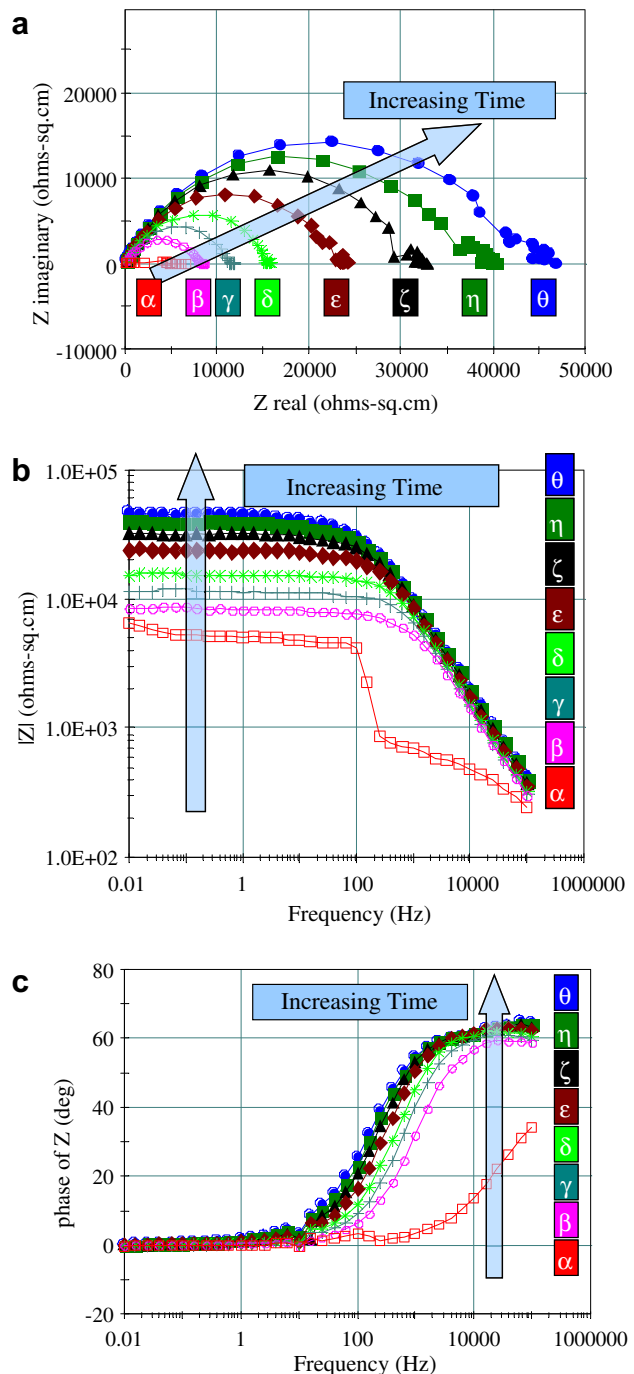 a
20000
10000
0
-10000
Z imaginary (ohms-sq.cm)
Increasing Time
α β γ δ ε ζ η θ
0 10000 20000 30000 40000 50000
Z real (ohms-sq.cm)
b
1.0E+05
1.0E+04
1.0E+03
1.0E+02
|Z| (ohms-sq.cm)
Increasing Time
θ
η
ζ
ε
δ
γ
β
α
0.01 1 100 10000 1000000
Frequency (Hz)
c
80
60
40
20
0
-20
phase of Z (deg)
Increasing Time
θ
η
ζ
ε
δ
γ
β
α
0.01 1 100 10000 1000000
Frequency (Hz)